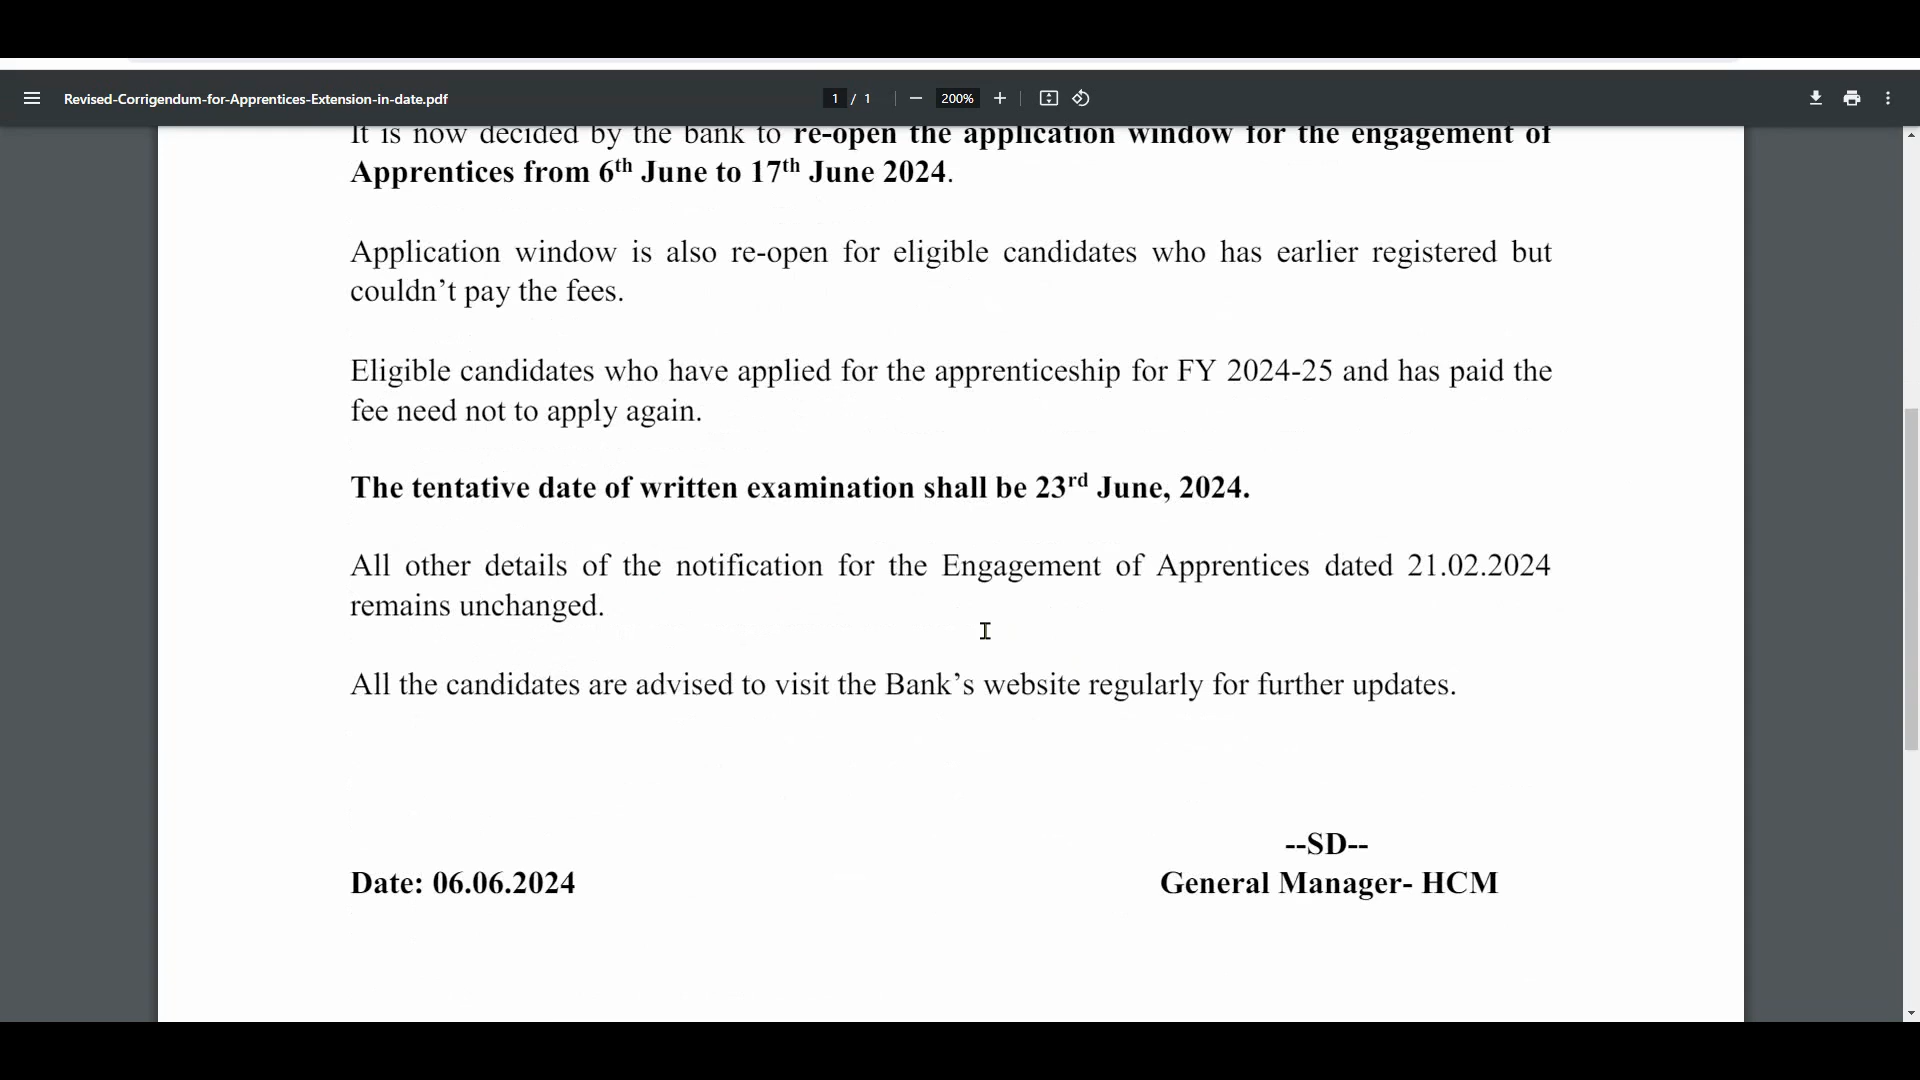 Revised-Corrigendum-for-Apprentices-Extension-in-date.pdf
1 / 1
200%
It is now decided by the bank to re-open the application window for the engagement of
Apprentices from 6th June to 17th June 2024.
Application window is also re-open for eligible candidates who has earlier registered but
couldn’t pay the fees.
Eligible candidates who have applied for the apprenticeship for FY 2024-25 and has paid the
fee need not to apply again.
The tentative date of written examination shall be 23rd June, 2024.
All other details of the notification for the Engagement of Apprentices dated 21.02.2024
remains unchanged.
All the candidates are advised to visit the Bank’s website regularly for further updates.
--SD--
Date: 06.06.2024
General Manager- HCM